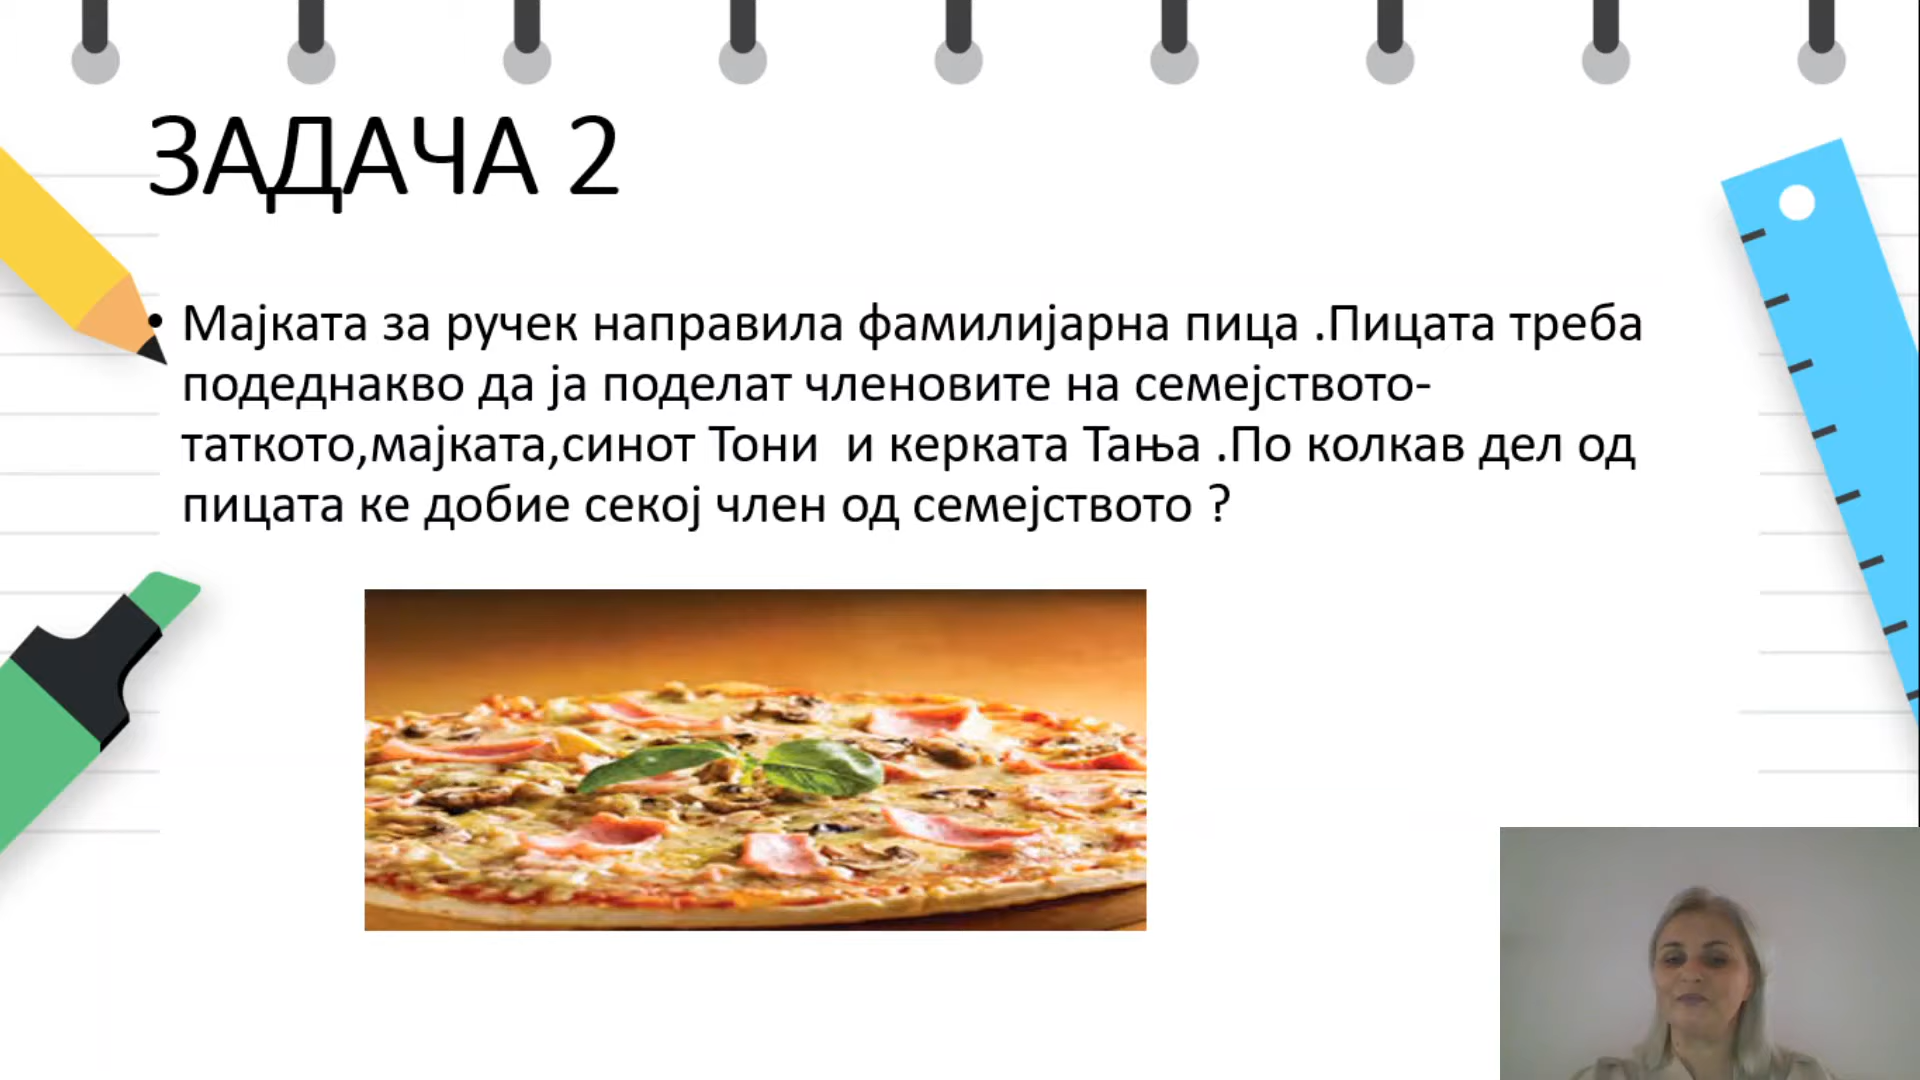 ЗАДАЧА 2
• Мајката за ручек направила фамилијарна пица .Пицата треба
подеднакво да ја поделат членовите на семејството-
таткото,мајката,синот Тони  и керката Тања .По колкав дел од
пицата ке добие секој член од семејството ?